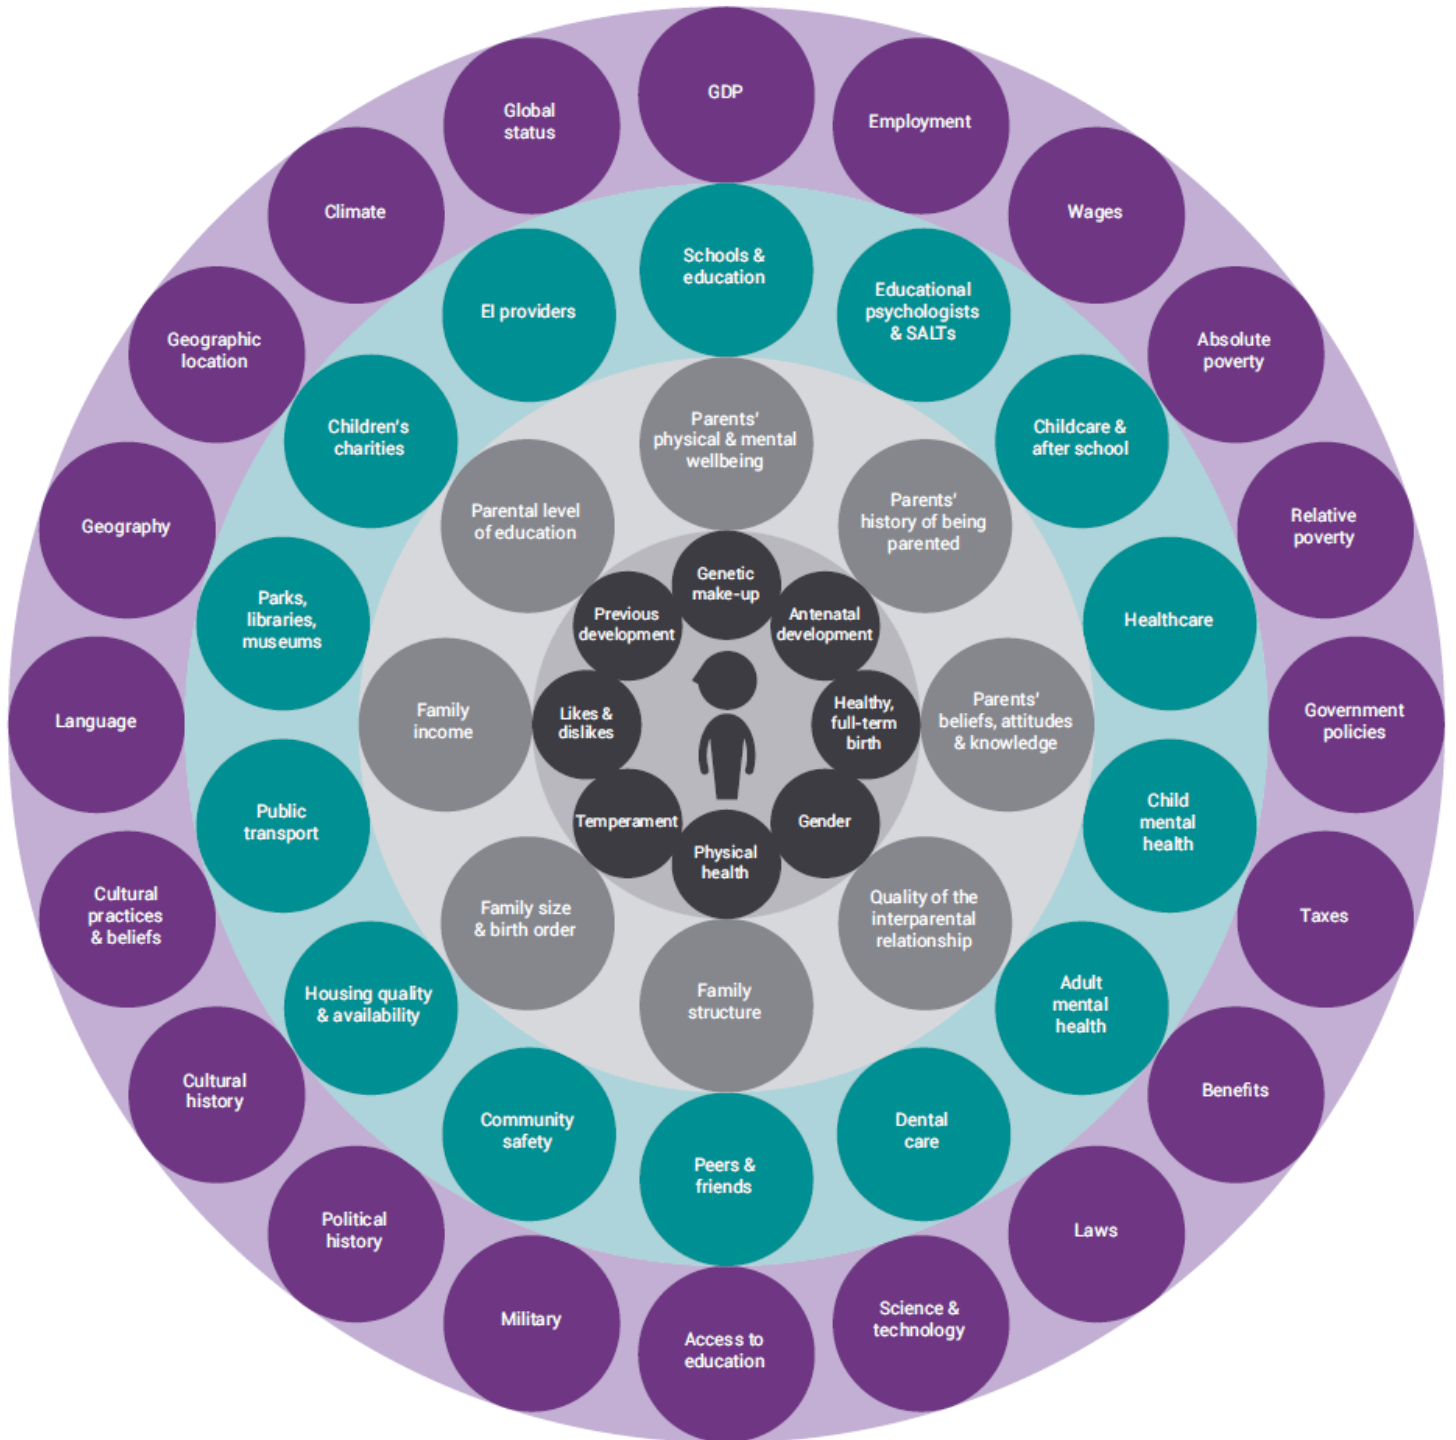 GDP
Employment
Wages
Absolute
poverty
Relative
poverty
Government
policies
Taxes
Benefits
Laws
Science &
technology
Access to
education
Military
Political
history
Cultural
history
Cultural
practices
& beliefs
Language
Geography
Geographic
location
Climate
Global
status
Schools &
education
Educational
psychologists
& SALTs
Childcare &
after school
Healthcare
Child
mental
health
Adult
mental
health
Dental
care
Peers &
friends
Community
safety
Housing quality
& availability
Public
transport
Parks,
libraries,
museums
Children's
charities
EI providers
Parents'
physical & mental
wellbeing
Parents'
history of being
parented
Parents'
beliefs, attitudes
& knowledge
Quality of the
interparental
relationship
Family
structure
Family size
& birth order
Family
income
Parental level
of education
Genetic
make-up
Antenatal
development
Healthy,
full-term
birth
Gender
Physical
health
Temperament
Likes &
dislikes
Previous
development